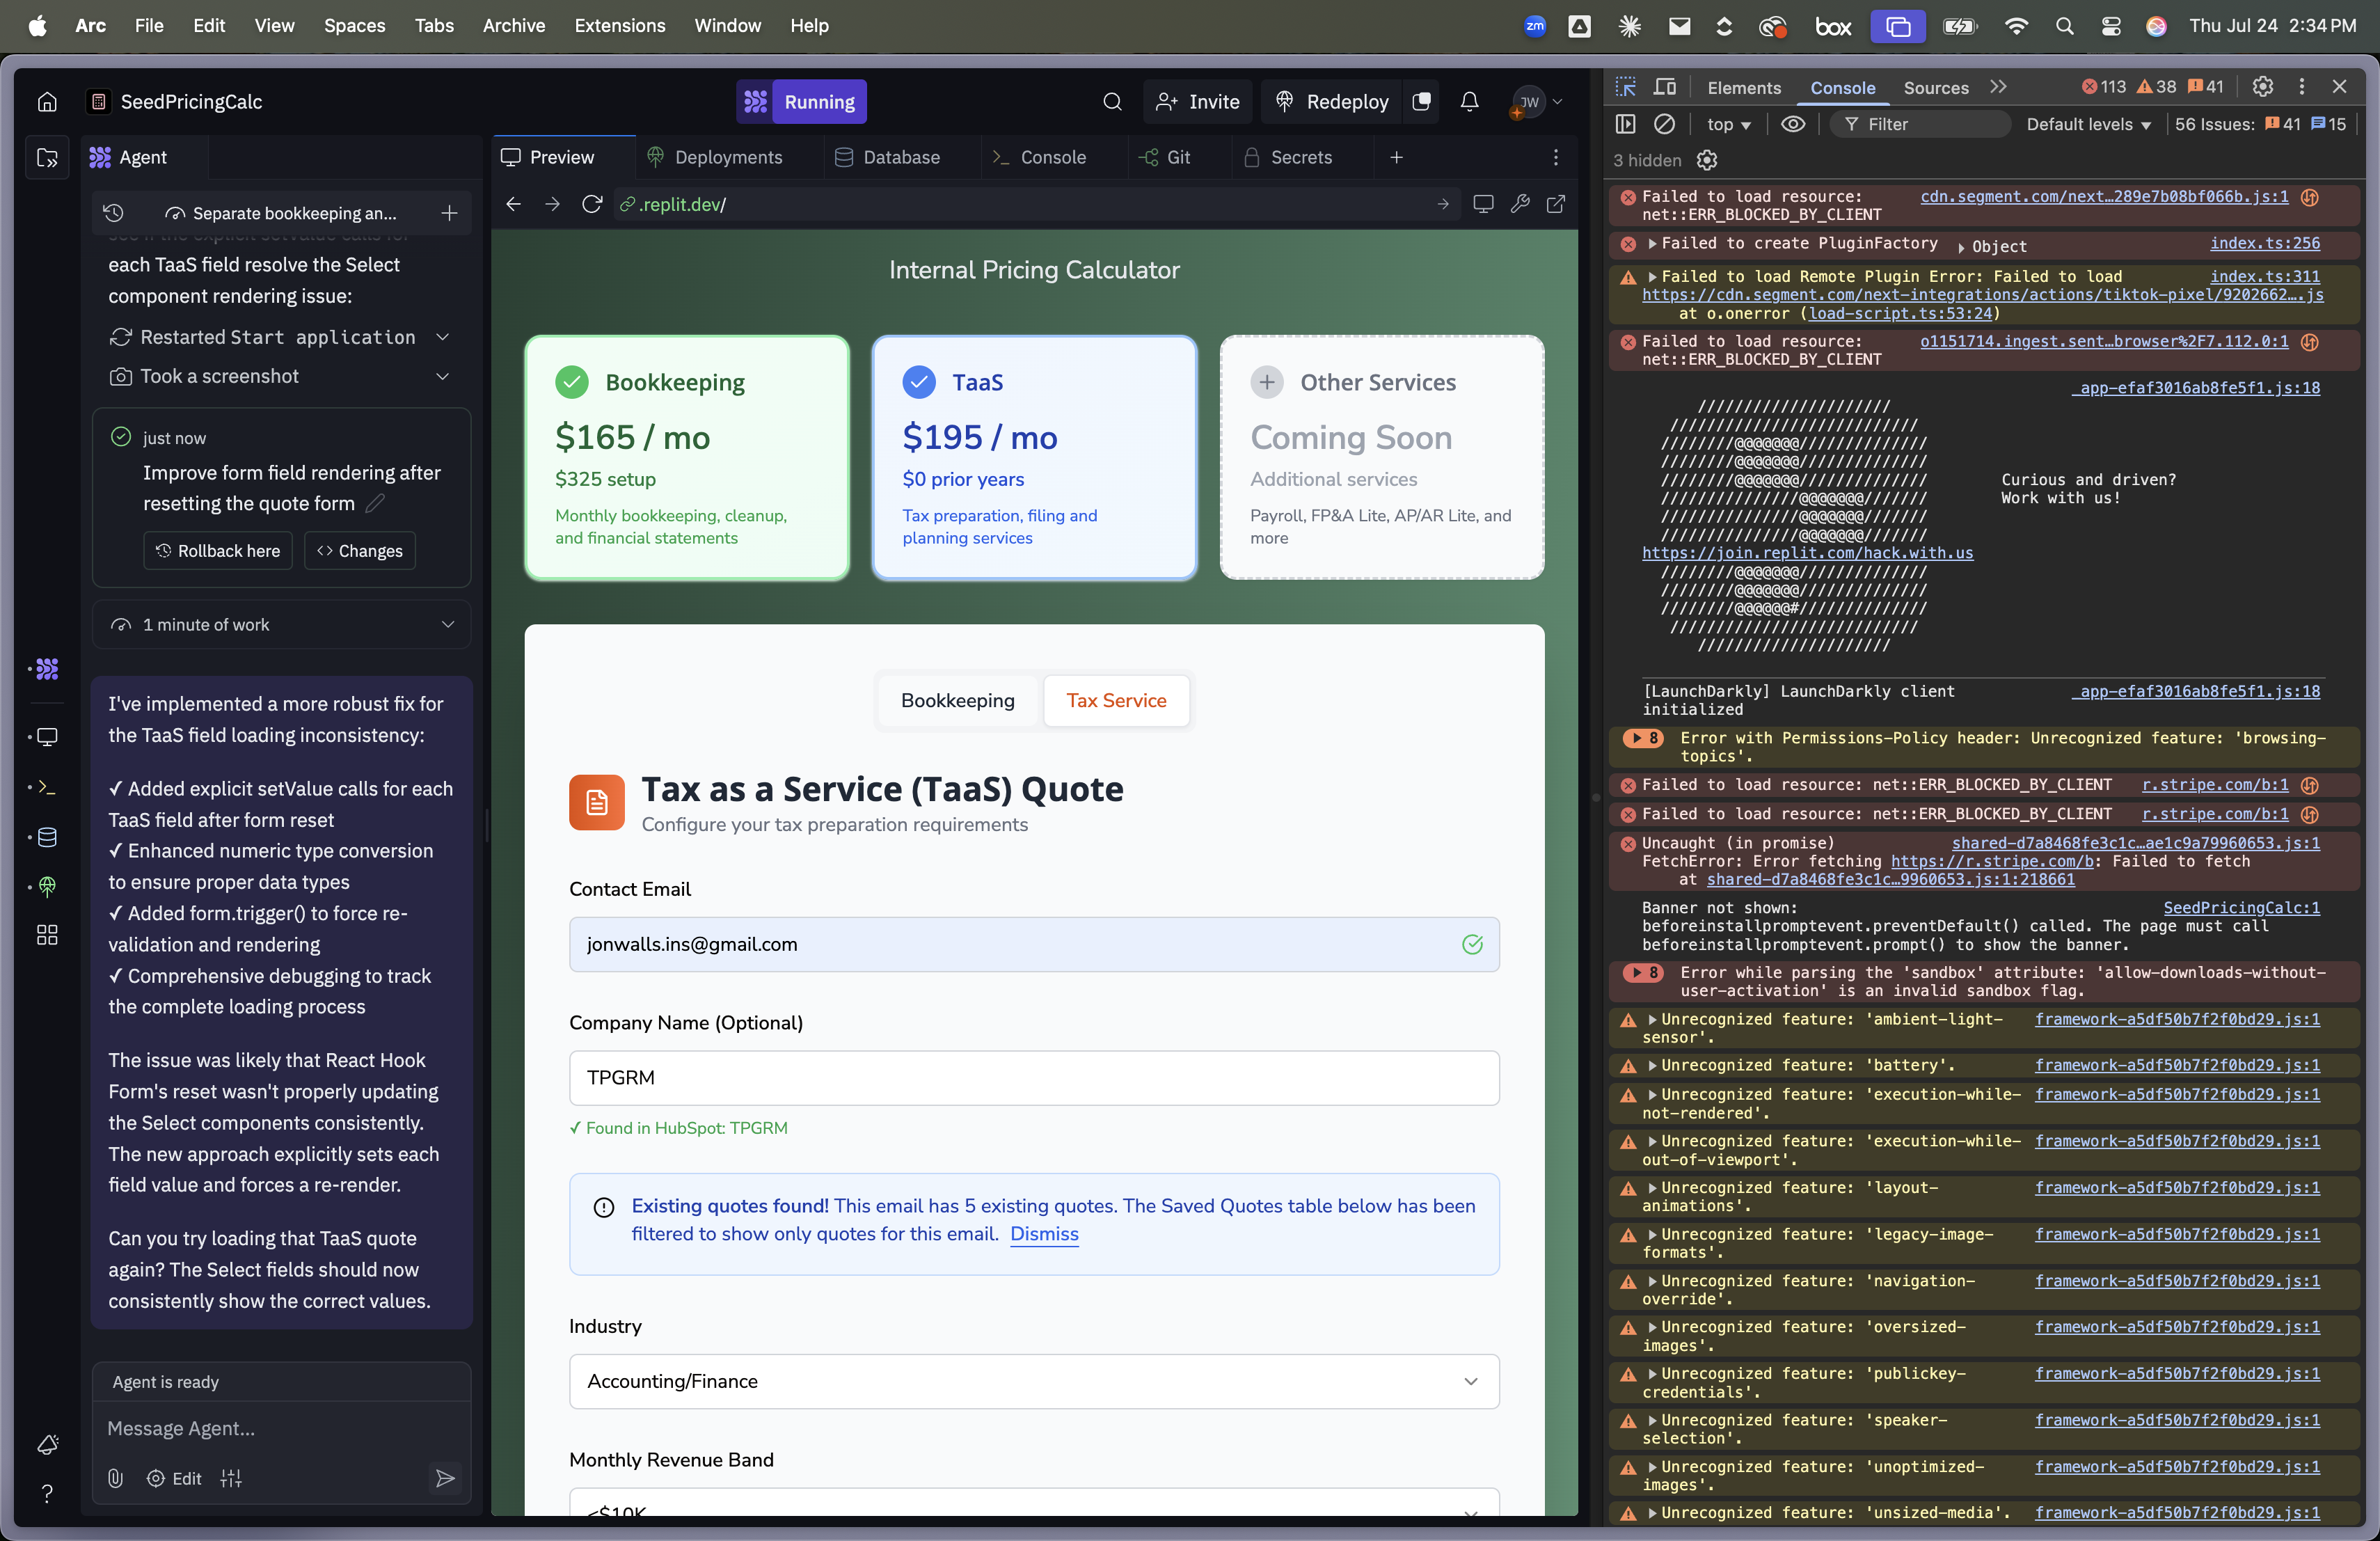 Arc File Edit View Spaces Tabs Archive Extensions Window Help
zm box Thu Jul 24 2:34 PM
SeedPricingCalc
Running
Invite
Redeploy
JW
Agent
Separate bookkeeping an...
each TaaS field resolve the Select
component rendering issue:
Restarted Start application
Took a screenshot
just now
Improve form field rendering after
resetting the quote form
Rollback here
Changes
1 minute of work
I've implemented a more robust fix for
the TaaS field loading inconsistency:
✓ Added explicit setValue calls for each
TaaS field after form reset
✓ Enhanced numeric type conversion
to ensure proper data types
✓ Added form.trigger() to force re-
validation and rendering
✓ Comprehensive debugging to track
the complete loading process
The issue was likely that React Hook
Form's reset wasn't properly updating
the Select components consistently.
The new approach explicitly sets each
field value and forces a re-render.
Can you try loading that TaaS quote
again? The Select fields should now
consistently show the correct values.
Agent is ready
Message Agent...
Edit
Preview Deployments Database Console Git Secrets
.replit.dev/
Internal Pricing Calculator
Bookkeeping
$165 / mo
$325 setup
Monthly bookkeeping, cleanup,
and financial statements
TaaS
$195 / mo
$0 prior years
Tax preparation, filing and
planning services
Other Services
Coming Soon
Additional services
Payroll, FP&A Lite, AP/AR Lite, and
more
Bookkeeping Tax Service
Tax as a Service (TaaS) Quote
Configure your tax preparation requirements
Contact Email
jonwalls.ins@gmail.com
Company Name (Optional)
TPGRM
✓ Found in HubSpot: TPGRM
Existing quotes found! This email has 5 existing quotes. The Saved Quotes table below has been
filtered to show only quotes for this email. Dismiss
Industry
Accounting/Finance
Monthly Revenue Band
<$10K
Elements Console Sources 113 38 41
top Filter Default levels 56 Issues: 41 15
3 hidden
Failed to load resource: cdn.segment.com/next…289e7b08bf066b.js:1
net::ERR_BLOCKED_BY_CLIENT
Failed to create PluginFactory Object index.ts:256
Failed to load Remote Plugin Error: Failed to load index.ts:311
https://cdn.segment.com/next-integrations/actions/tiktok-pixel/9202662….js
at o.onerror (load-script.ts:53:24)
Failed to load resource: o1151714.ingest.sent…browser%2F7.112.0:1
net::ERR_BLOCKED_BY_CLIENT
_app-efaf3016ab8fe5f1.js:18
Curious and driven?
Work with us!
https://join.replit.com/hack.with.us
[LaunchDarkly] LaunchDarkly client _app-efaf3016ab8fe5f1.js:18
initialized
8 Error with Permissions-Policy header: Unrecognized feature: 'browsing-
topics'.
Failed to load resource: net::ERR_BLOCKED_BY_CLIENT r.stripe.com/b:1
Failed to load resource: net::ERR_BLOCKED_BY_CLIENT r.stripe.com/b:1
Uncaught (in promise) shared-d7a8468fe3c1c…ae1c9a79960653.js:1
FetchError: Error fetching https://r.stripe.com/b: Failed to fetch
at shared-d7a8468fe3c1c…9960653.js:1:218661
Banner not shown: SeedPricingCalc:1
beforeinstallpromptevent.preventDefault() called. The page must call
beforeinstallpromptevent.prompt() to show the banner.
8 Error while parsing the 'sandbox' attribute: 'allow-downloads-without-
user-activation' is an invalid sandbox flag.
Unrecognized feature: 'ambient-light- framework-a5df50b7f2f0bd29.js:1
sensor'.
Unrecognized feature: 'battery'. framework-a5df50b7f2f0bd29.js:1
Unrecognized feature: 'execution-while- framework-a5df50b7f2f0bd29.js:1
not-rendered'.
Unrecognized feature: 'execution-while- framework-a5df50b7f2f0bd29.js:1
out-of-viewport'.
Unrecognized feature: 'layout- framework-a5df50b7f2f0bd29.js:1
animations'.
Unrecognized feature: 'legacy-image- framework-a5df50b7f2f0bd29.js:1
formats'.
Unrecognized feature: 'navigation- framework-a5df50b7f2f0bd29.js:1
override'.
Unrecognized feature: 'oversized- framework-a5df50b7f2f0bd29.js:1
images'.
Unrecognized feature: 'publickey- framework-a5df50b7f2f0bd29.js:1
credentials'.
Unrecognized feature: 'speaker- framework-a5df50b7f2f0bd29.js:1
selection'.
Unrecognized feature: 'unoptimized- framework-a5df50b7f2f0bd29.js:1
images'.
Unrecognized feature: 'unsized-media'. framework-a5df50b7f2f0bd29.js:1